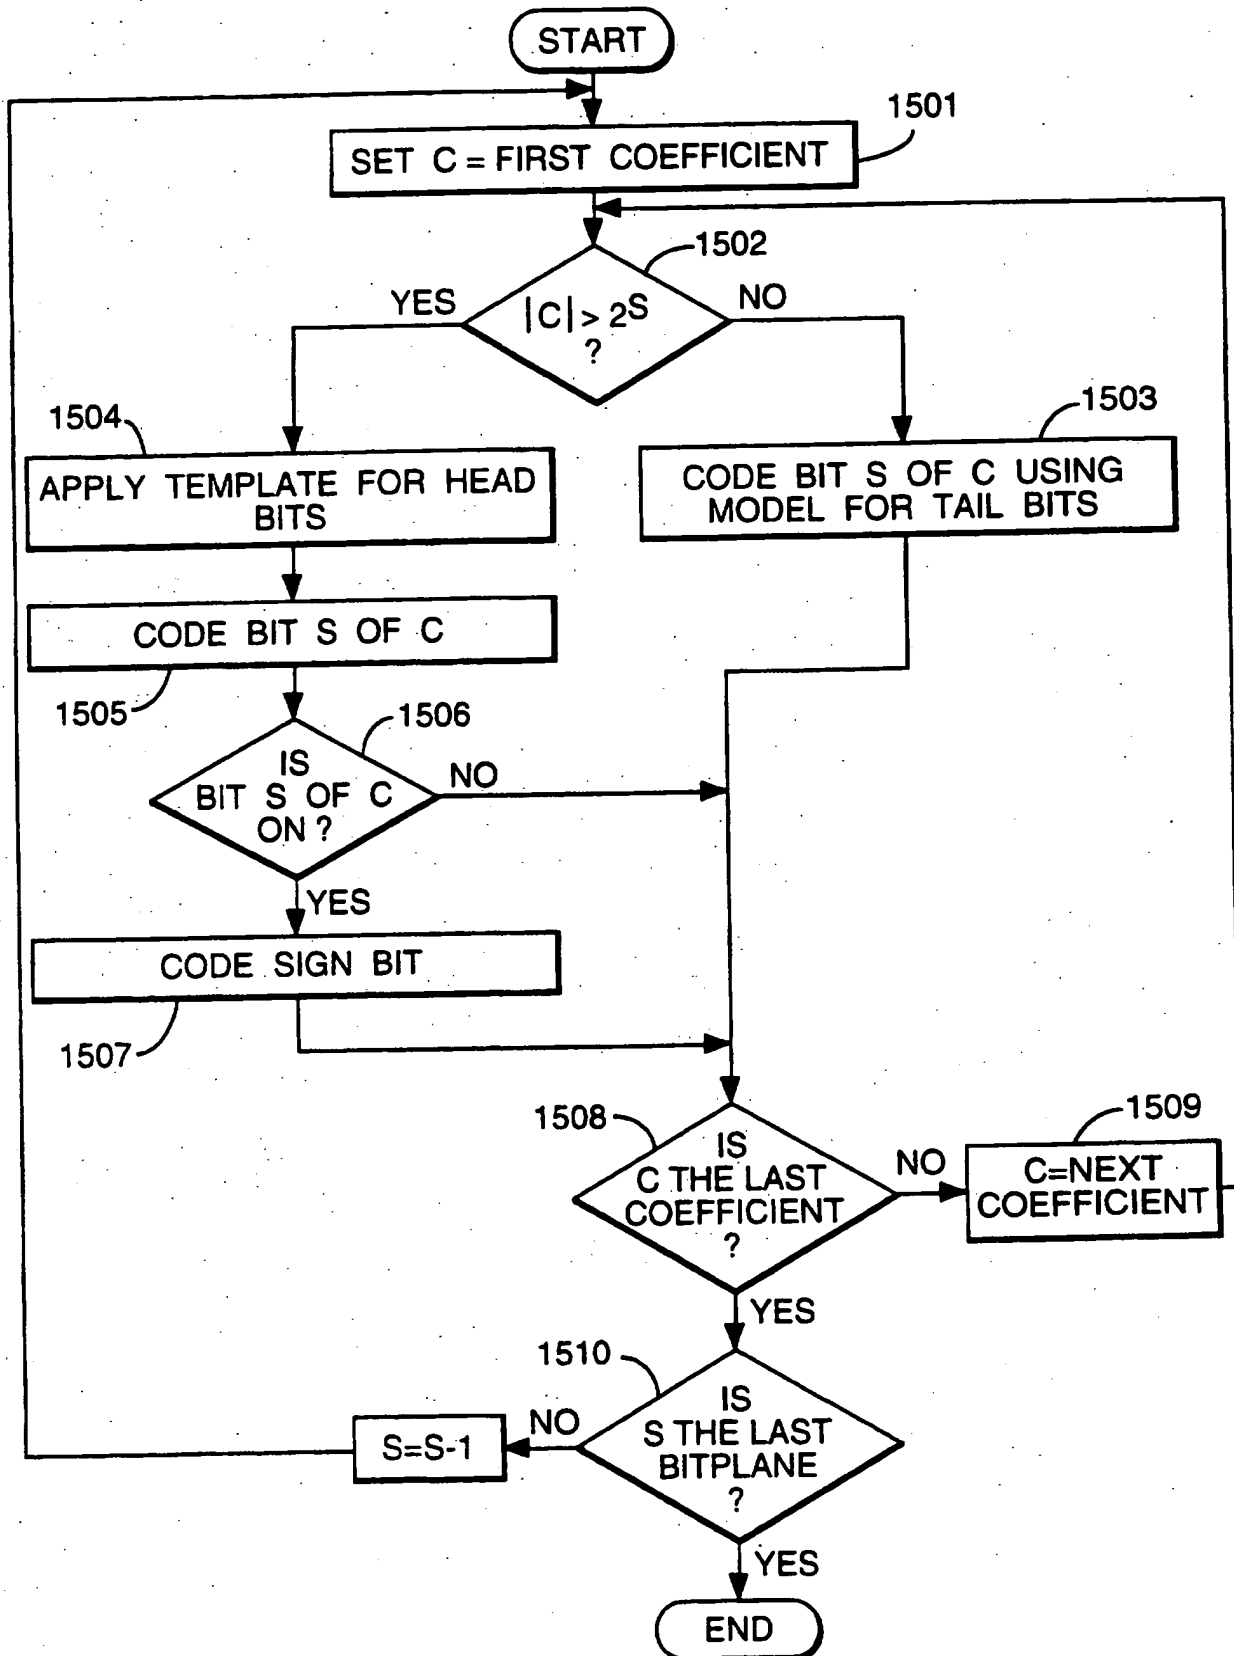 START
1501
SET C = FIRST COEFFICIENT
1502
YES
|C| > 2^S
?
NO
1504
APPLY TEMPLATE FOR HEAD
BITS
1503
CODE BIT S OF C USING
MODEL FOR TAIL BITS
CODE BIT S OF C
1505
1506
IS
BIT S OF C
ON ?
NO
YES
CODE SIGN BIT
1507
1508
IS
C THE LAST
COEFFICIENT
?
NO
1509
C=NEXT
COEFFICIENT
YES
1510
IS
S THE LAST
BITPLANE
?
NO
S=S-1
YES
END